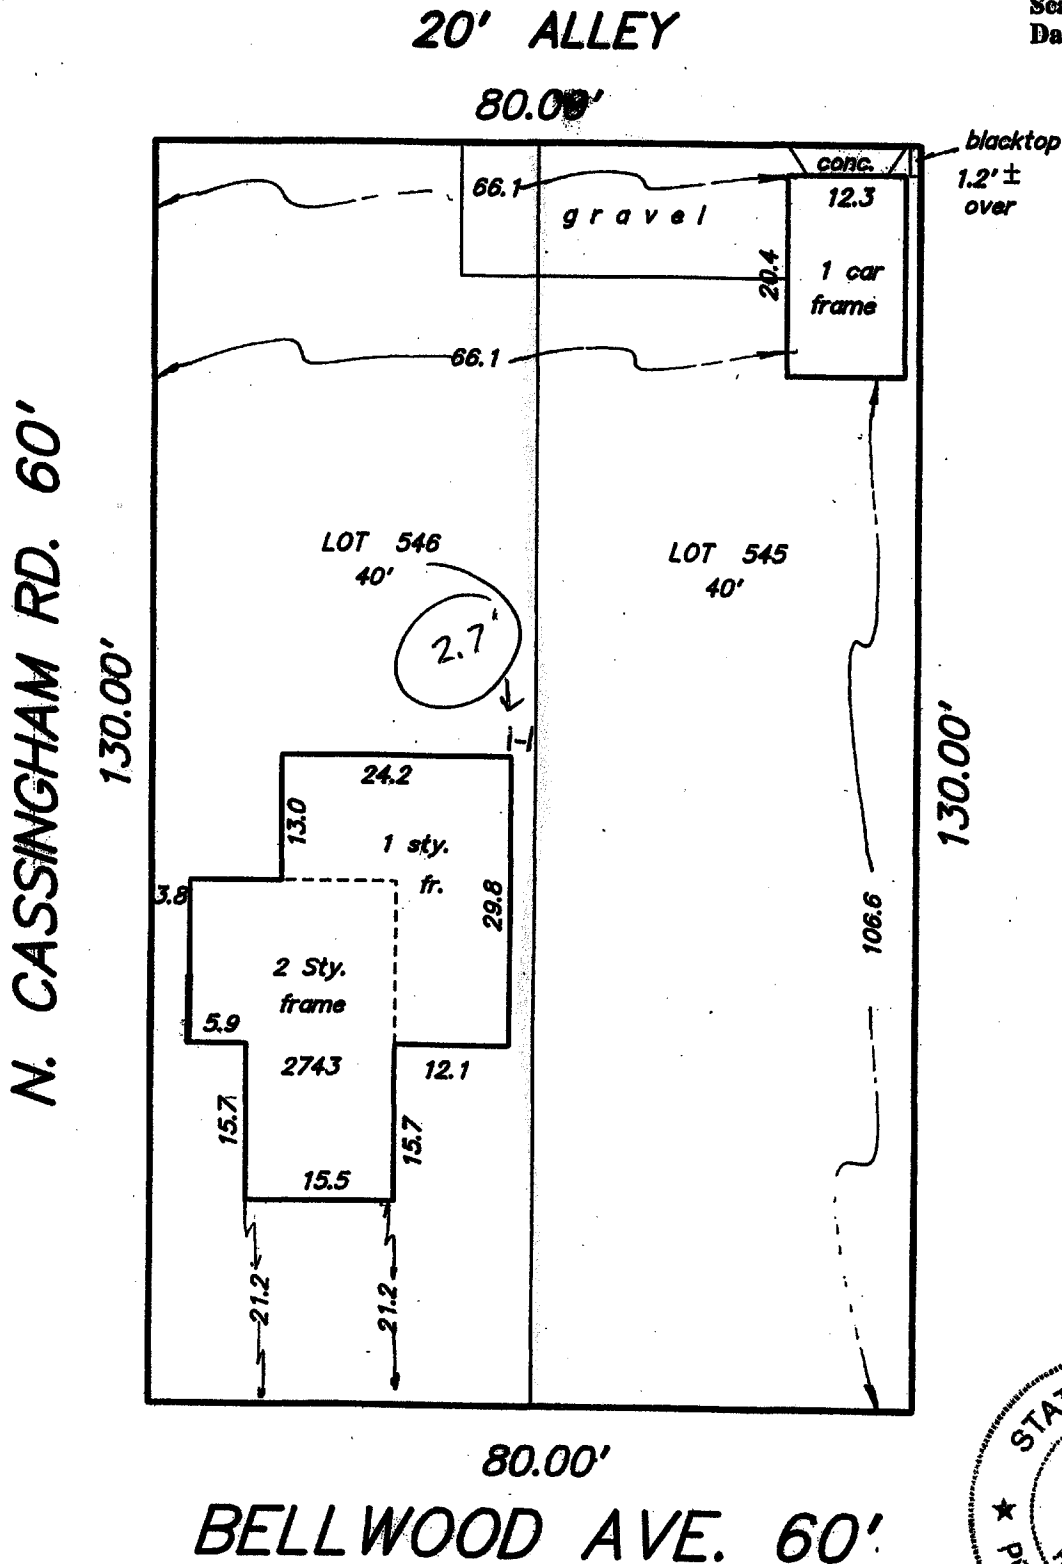 20' ALLEY
80.00'
blacktop
1.2' ±
over
conc.
66.1
12.3
gravel
20.4
1 car
frame
66.1
N. CASSINGHAM RD. 60'
LOT 546
40'
LOT 545
40'
2.7'
130.00'
130.00'
24.2
13.0
1 sty.
fr.
3.8
29.8
106.6
2 Sty.
frame
5.9
2743
12.1
15.7
15.7
15.5
21.2
21.2
80.00'
BELLWOOD AVE. 60'